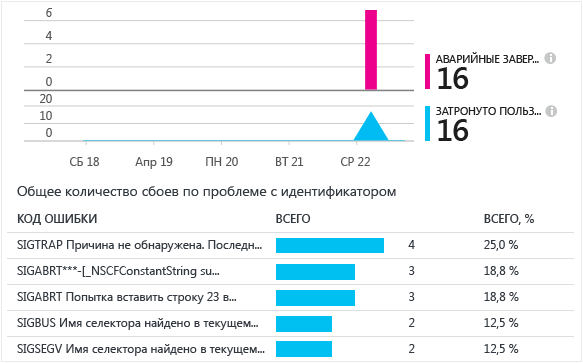 6
4
2
0
20
10
0
СБ 18 Апр 19 ПН 20 ВТ 21 СР 22
АВАРИЙНЫЕ ЗАВЕР...
16
ЗАТРОНУТО ПОЛЬЗ...
16
Общее количество сбоев по проблеме с идентификатором
КОД ОШИБКИ ВСЕГО ВСЕГО, %
SIGTRAP Причина не обнаружена. Последн... 4 25,0 %
SIGABRT***-[_NSCFConstantString su... 3 18,8 %
SIGABRT Попытка вставить строку 23 в... 3 18,8 %
SIGBUS Имя селектора найдено в текущем... 2 12,5 %
SIGSEGV Имя селектора найдено в текущем... 2 12,5 %